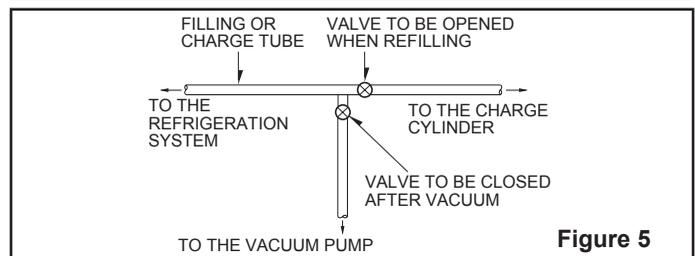 FILLING OR
CHARGE TUBE
VALVE TO BE OPENED
WHEN REFILLING
TO THE
REFRIGERATION
SYSTEM
TO THE CHARGE
CYLINDER
VALVE TO BE CLOSED
AFTER VACUUM
TO THE VACUUM PUMP
Figure 5